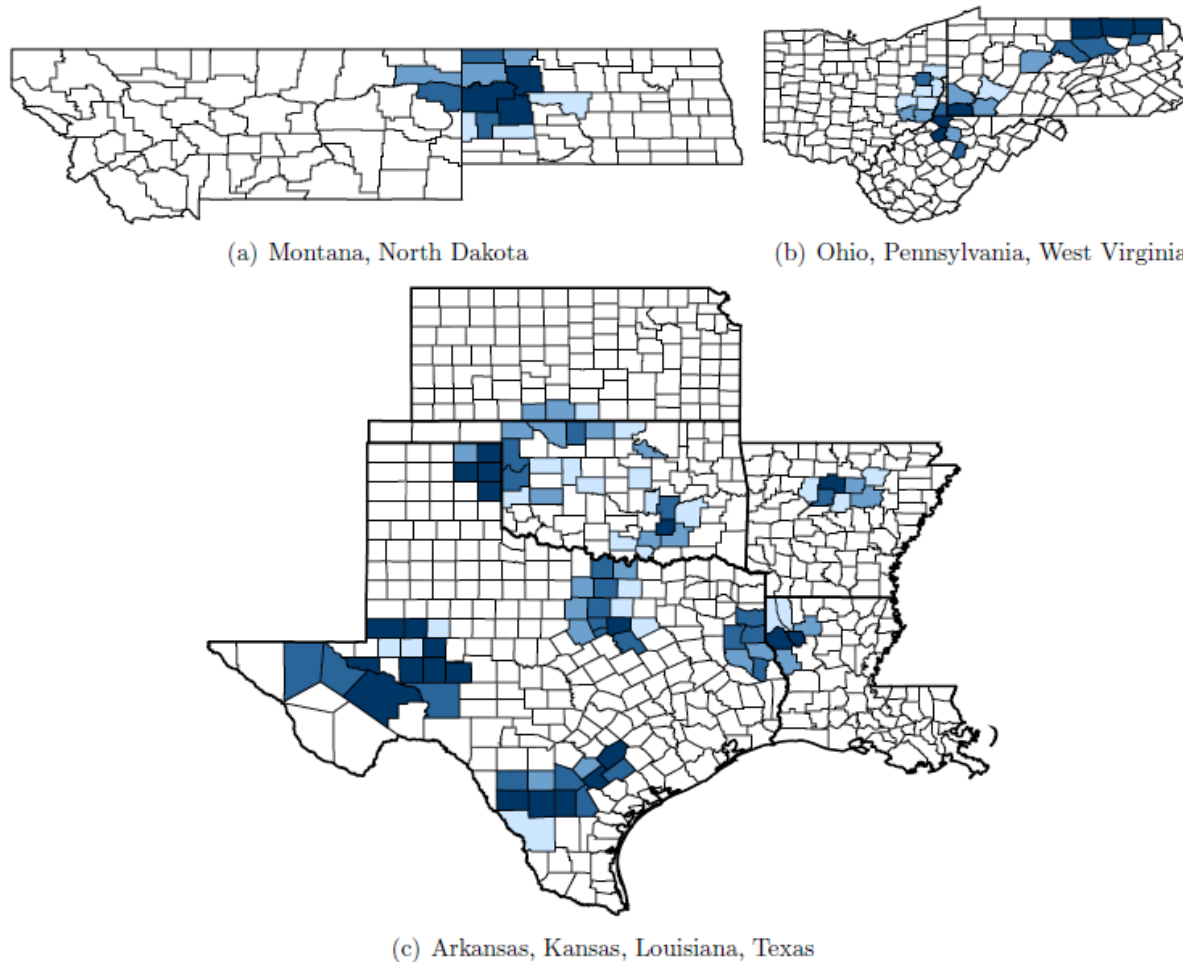 (a) Montana, North Dakota
(b) Ohio, Pennsylvania, West Virginia
(c) Arkansas, Kansas, Louisiana, Texas